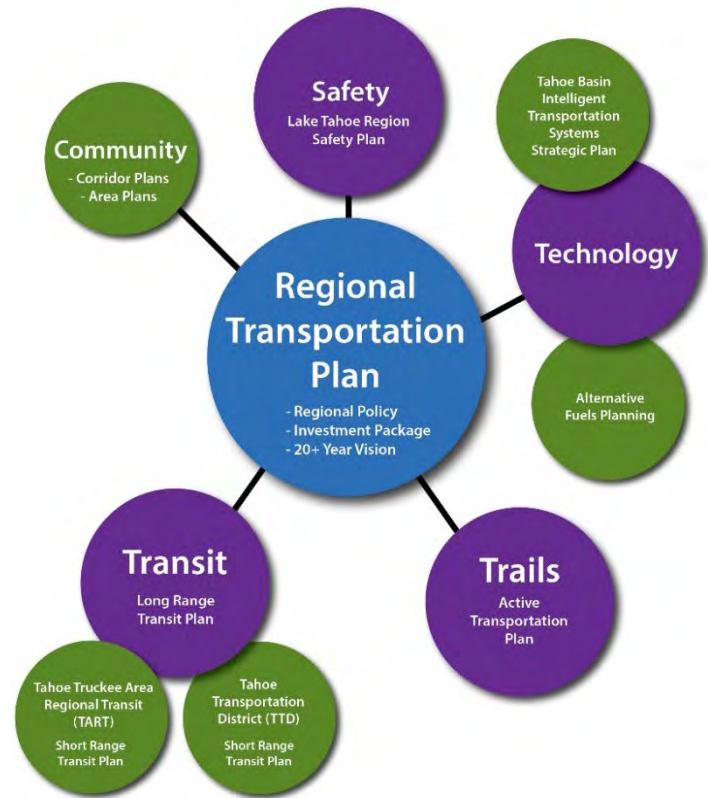 Safety
Lake Tahoe Region
Safety Plan
Community
- Corridor Plans
- Area Plans
Tahoe Basin
Intelligent
Transportation
Systems
Strategic Plan
Technology
Alternative
Fuels Planning
Regional
Transportation
Plan
- Regional Policy
- Investment Package
- 20+ Year Vision
Transit
Long Range
Transit Plan
Tahoe Truckee Area
Regional Transit
(TART)
Short Range
Transit Plan
Tahoe
Transportation
District (TTD)
Short Range
Transit Plan
Trails
Active
Transportation
Plan